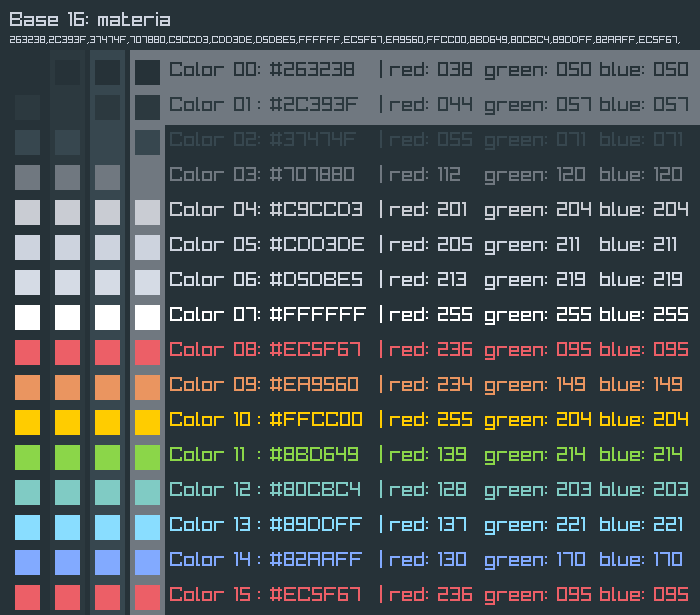 Base 16: materia
263238,2C393F,37474F,707880,C9CCD3,CDD3DE,D5DBE5,FFFFFF,EC5F67,EA9560,FFCC00,8BD649,80CBC4,89DDFF,82AAFF,EC5F67,
Color 00: #263238 | red: 038 green: 050 blue: 050
Color 01 : #2C393F | red: 044 green: 057 blue: 057
Color 02: #37474F | red: 055 green: 071 blue: 071
Color 03: #707880 | red: 112 green: 120 blue: 120
Color 04: #C9CCD3 | red: 201 green: 204 blue: 204
Color 05: #CDD3DE | red: 205 green: 211 blue: 211
Color 06: #D5DBE5 | red: 213 green: 219 blue: 219
Color 07: #FFFFFF | red: 255 green: 255 blue: 255
Color 08: #EC5F67 | red: 236 green: 095 blue: 095
Color 09: #EA9560 | red: 234 green: 149 blue: 149
Color 10 : #FFCC00 | red: 255 green: 204 blue: 204
Color 11 : #8BD649 | red: 139 green: 214 blue: 214
Color 12 : #80CBC4 | red: 128 green: 203 blue: 203
Color 13 : #89DDFF | red: 137 green: 221 blue: 221
Color 14 : #82AAFF | red: 130 green: 170 blue: 170
Color 15 : #EC5F67 | red: 236 green: 095 blue: 095